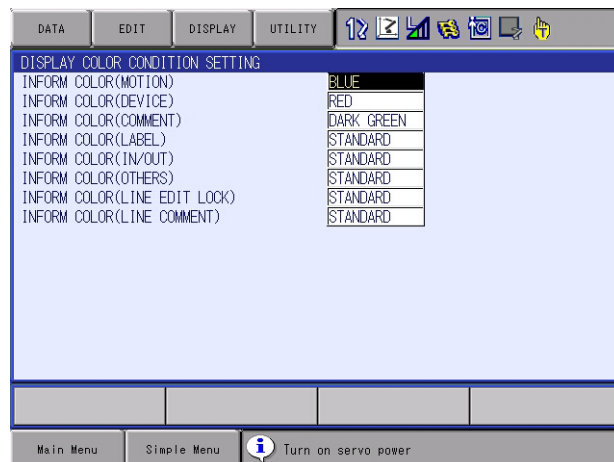 DATA EDIT DISPLAY UTILITY
DISPLAY COLOR CONDITION SETTING
INFORM COLOR(MOTION) BLUE
INFORM COLOR(DEVICE) RED
INFORM COLOR(COMMENT) DARK GREEN
INFORM COLOR(LABEL) STANDARD
INFORM COLOR(IN/OUT) STANDARD
INFORM COLOR(OTHERS) STANDARD
INFORM COLOR(LINE EDIT LOCK) STANDARD
INFORM COLOR(LINE COMMENT) STANDARD
Main Menu Simple Menu Turn on servo power